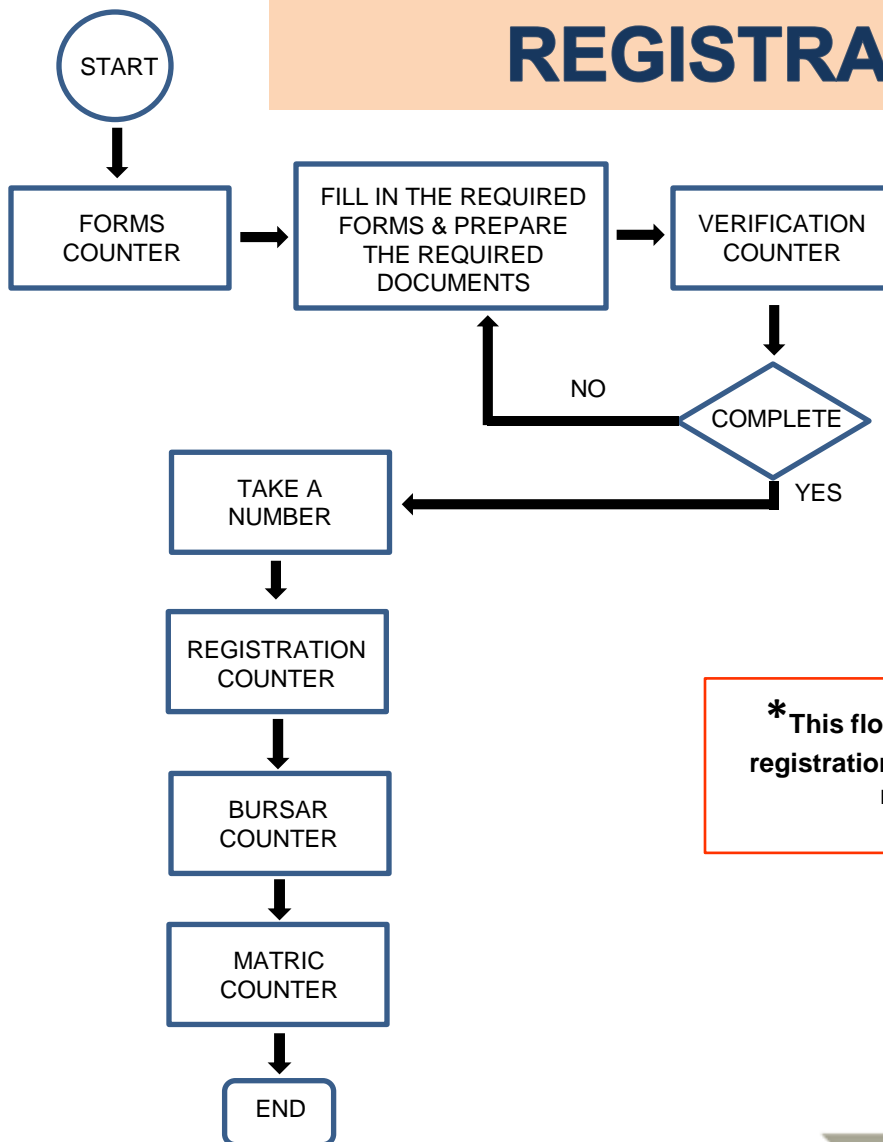 REGISTRA
START
FORMS
COUNTER
FILL IN THE REQUIRED
FORMS & PREPARE
THE REQUIRED
DOCUMENTS
VERIFICATION
COUNTER
NO
COMPLETE
YES
TAKE A
NUMBER
REGISTRATION
COUNTER
*This flo
registration
BURSAR
COUNTER
MATRIC
COUNTER
END